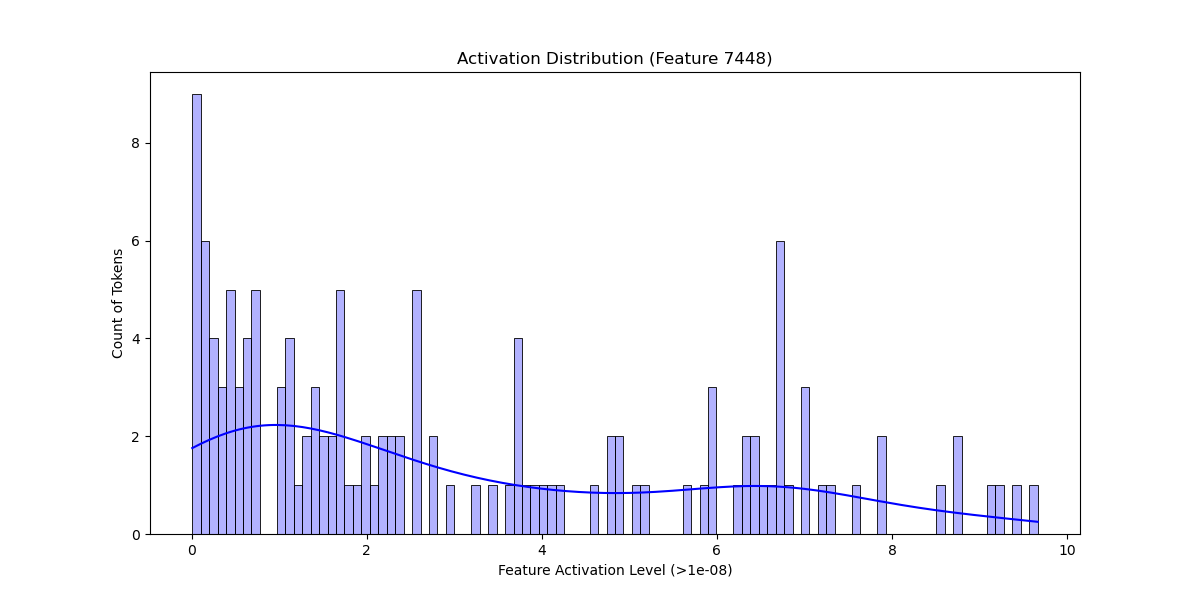 Activation Distribution (Feature 7448)
Count of Tokens
8
6
4
2
0
0 2 4 6 8 10
Feature Activation Level (>1e-08)